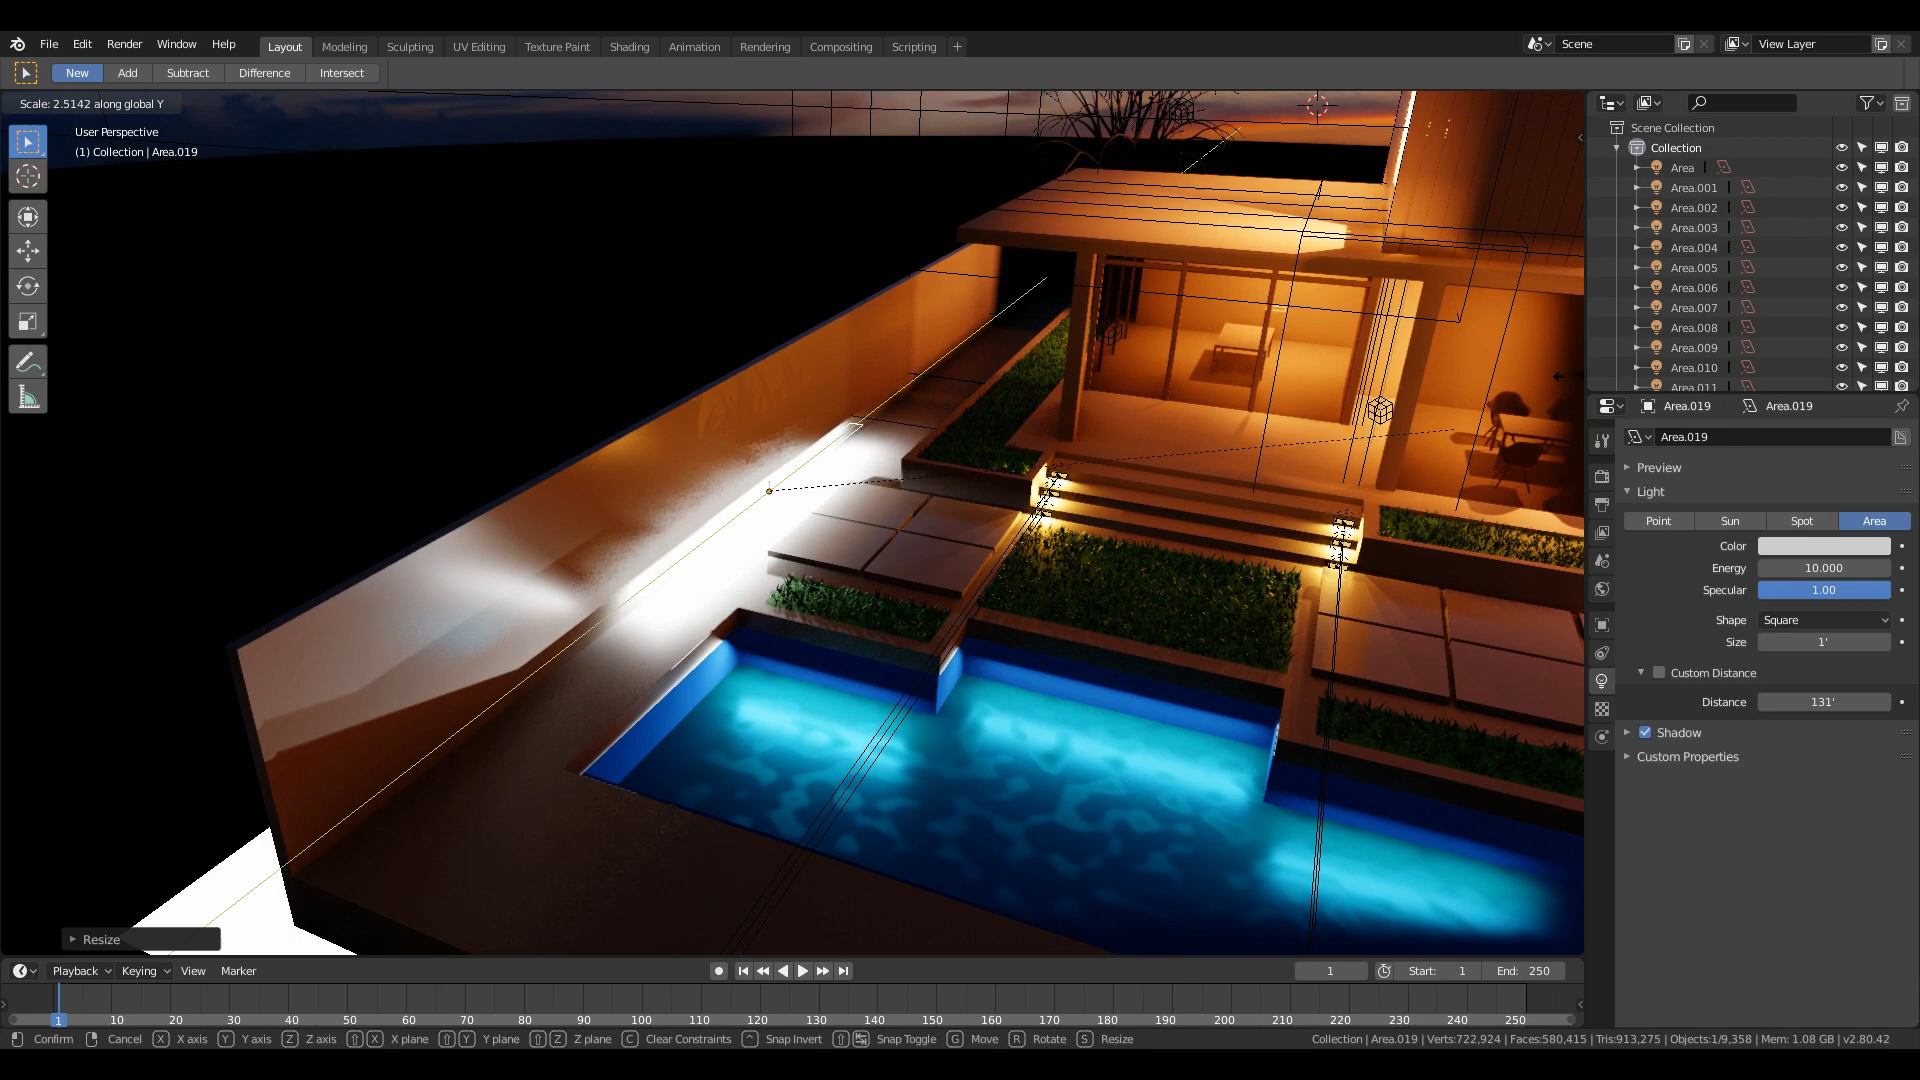 File Edit Render Window Help
Layout Modeling Sculpting UV Editing Texture Paint Shading Animation Rendering Compositing Scripting +
Scene
View Layer
New Add Subtract Difference Intersect
Scale: 2.5142 along global Y
User Perspective
(1) Collection | Area.019
Scene Collection
Collection
Area
Area.001
Area.002
Area.003
Area.004
Area.005
Area.006
Area.007
Area.008
Area.009
Area.010
Area.011
Area.019 Area.019
Area.019
Preview
Light
Point Sun Spot Area
Color
Energy 10.000
Specular 1.00
Shape Square
Size 1'
Custom Distance
Distance 131'
Shadow
Custom Properties
Resize
Playback Keying View Marker
1 Start: 1 End: 250
1 10 20 30 40 50 60 70 80 90 100 110 120 130 140 150 160 170 180 190 200 210 220 230 240 250
Confirm Cancel X X axis Y Y axis Z Z axis X X plane Y Y plane Z Z plane C Clear Constraints ^ Snap Invert Snap Toggle G Move R Rotate S Resize
Collection | Area.019 | Verts:722,924 | Faces:580,415 | Tris:913,275 | Objects:1/9,358 | Mem: 1.08 GB | v2.80.42